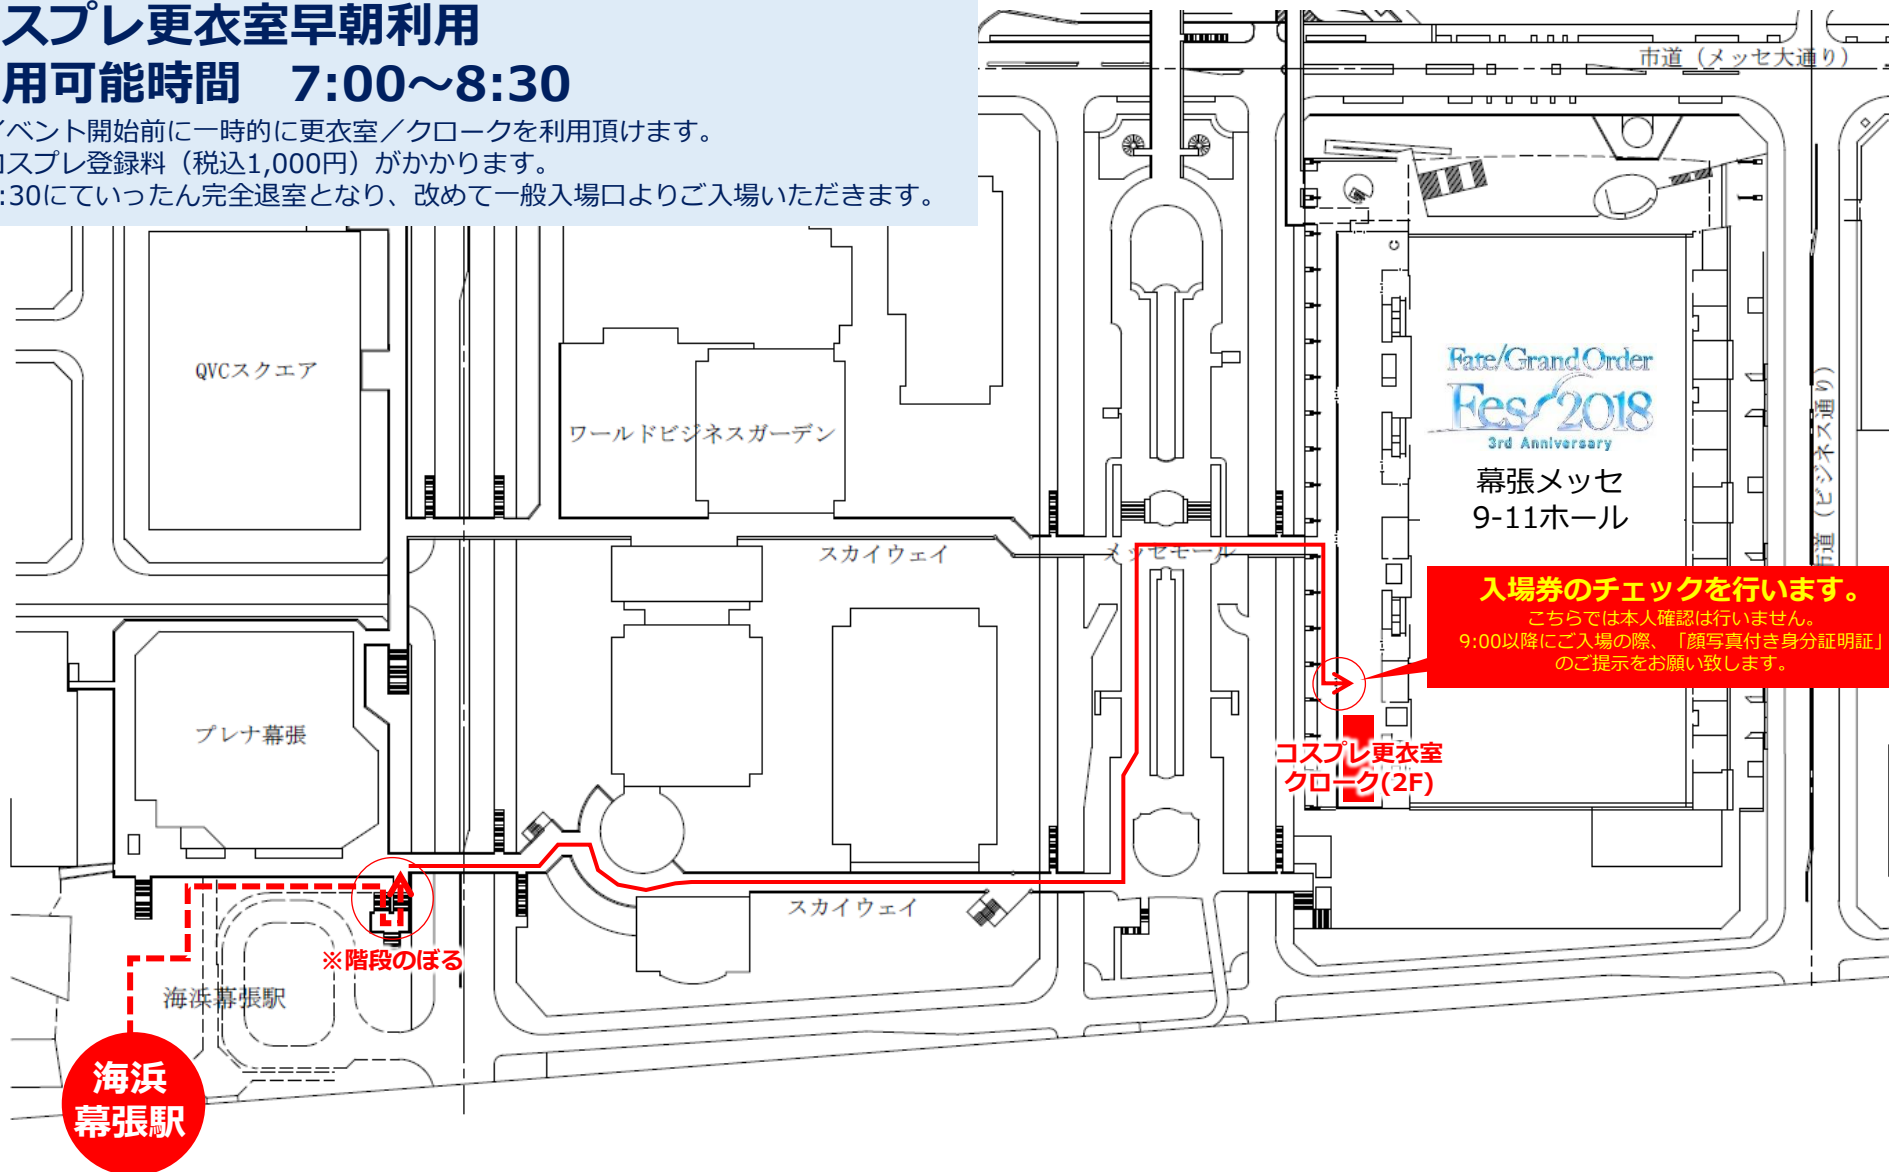 スプレ更衣室早朝利用
用可能時間　7:00～8:30
イベント開始前に一時的に更衣室／クロークを利用頂けます。
コスプレ登録料（税込1,000円）がかかります。
:30にていったん完全退室となり、改めて一般入場口よりご入場いただきます。
市道（メッセ大通り）
QVCスクエア
ワールドビジネスガーデン
Fate/Grand Order
Fes 2018
3rd Anniversary
幕張メッセ
9-11ホール
市道（ビジネス通り）
スカイウェイ
メッセモール
入場券のチェックを行います。
こちらでは本人確認は行いません。
9:00以降にご入場の際、「顔写真付き身分証明証」
のご提示をお願い致します。
プレナ幕張
コスプレ更衣室
クローク(2F)
スカイウェイ
※階段のぼる
海浜幕張駅
海浜
幕張駅